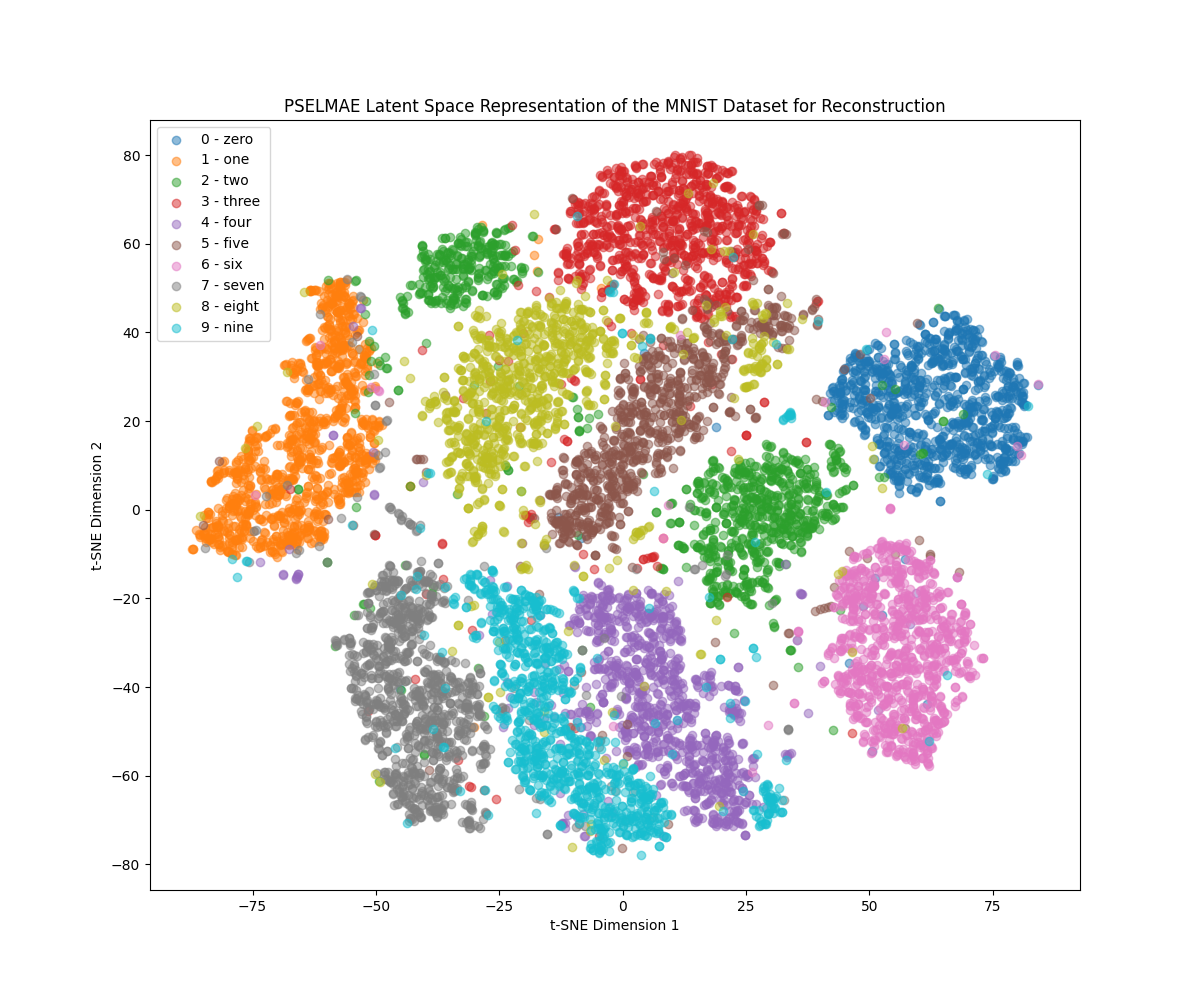 PSELMAE Latent Space Representation of the MNIST Dataset for Reconstruction
0 - zero
1 - one
2 - two
3 - three
4 - four
5 - five
6 - six
7 - seven
8 - eight
9 - nine
80
60
40
20
0
−20
−40
−60
−80
t-SNE Dimension 2
−75 −50 −25 0 25 50 75
t-SNE Dimension 1